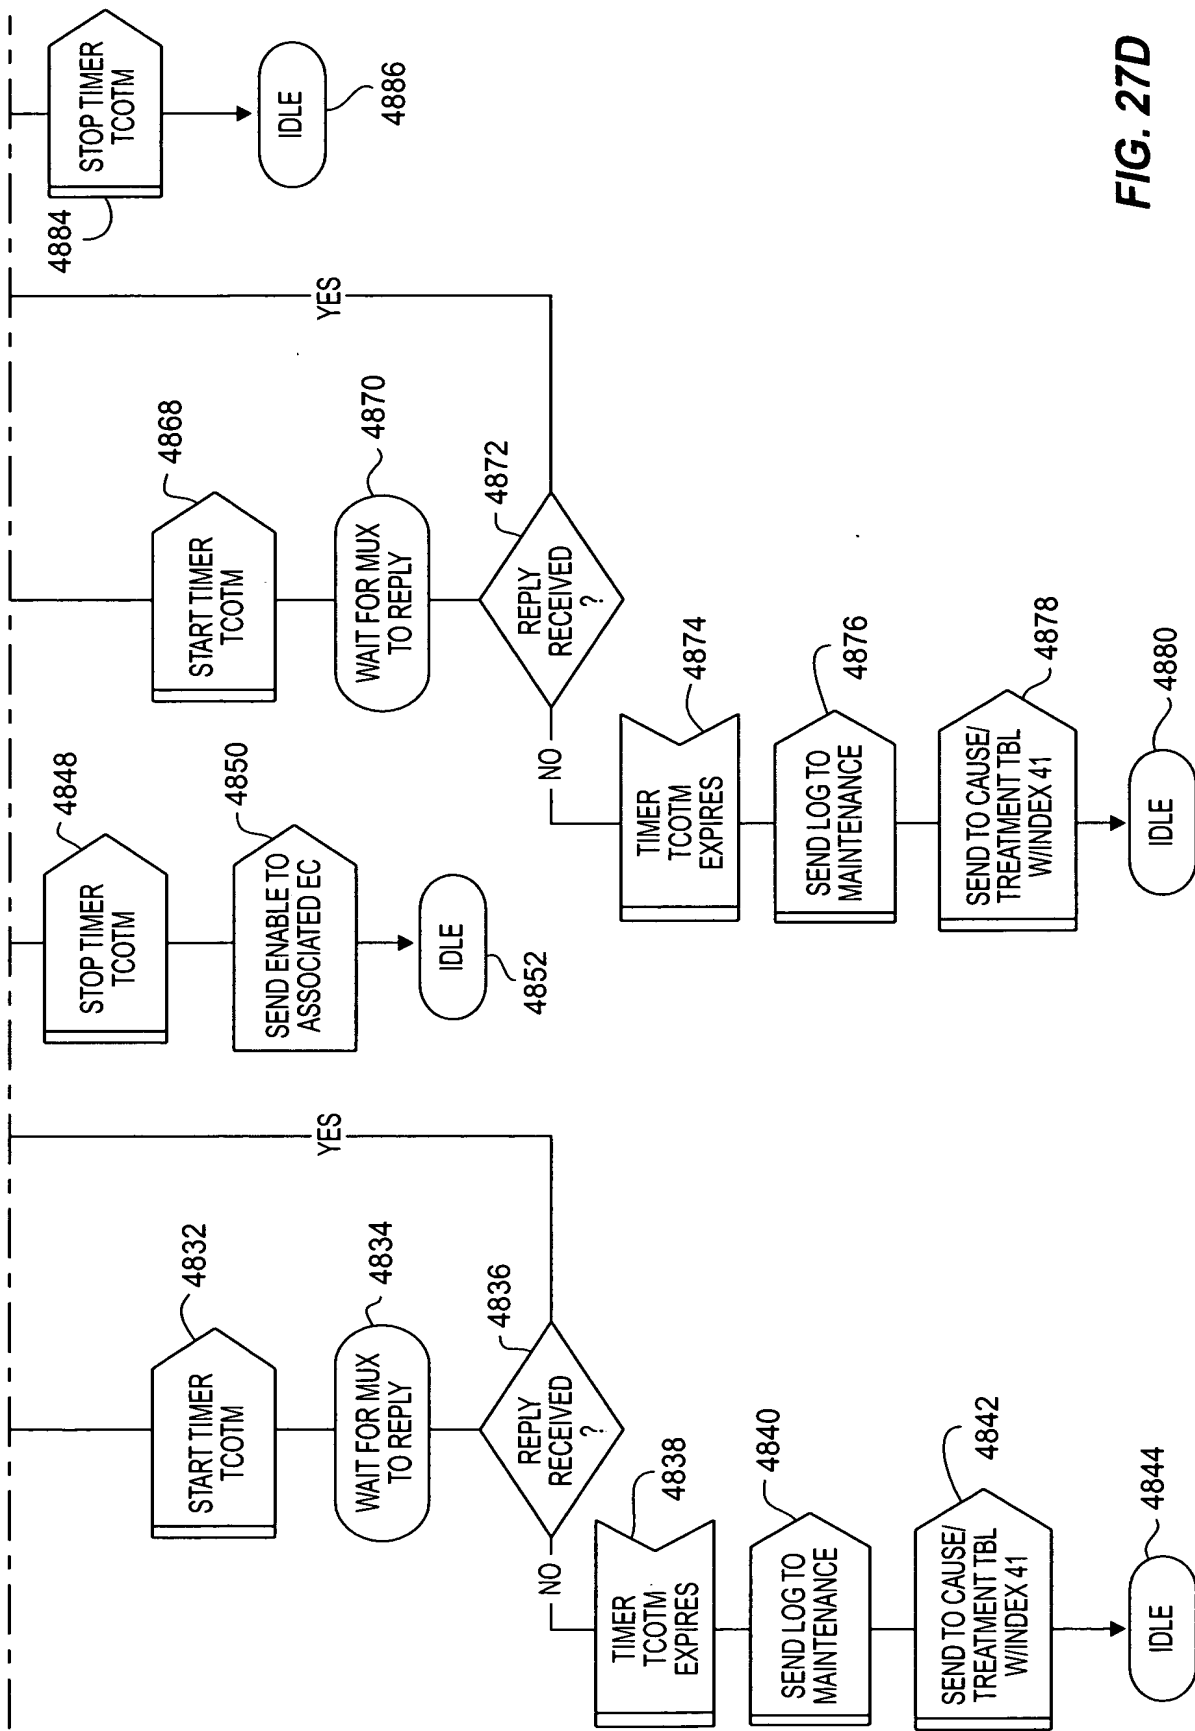 START TIMER
TCOTM
4832
WAIT FOR MUX
TO REPLY
4834
REPLY
RECEIVED
?
4836
YES
NO
TIMER
TCOTM
EXPIRES
4838
SEND LOG TO
MAINTENANCE
4840
SEND TO CAUSE/
TREATMENT TBL
W/INDEX 41
4842
IDLE
4844
STOP TIMER
TCOTM
4848
SEND ENABLE TO
ASSOCIATED EC
4850
IDLE
4852
START TIMER
TCOTM
4868
WAIT FOR MUX
TO REPLY
4870
REPLY
RECEIVED
?
4872
YES
NO
TIMER
TCOTM
EXPIRES
4874
SEND LOG TO
MAINTENANCE
4876
SEND TO CAUSE/
TREATMENT TBL
W/INDEX 41
4878
IDLE
4880
STOP TIMER
TCOTM
4884
IDLE
4886
FIG. 27D